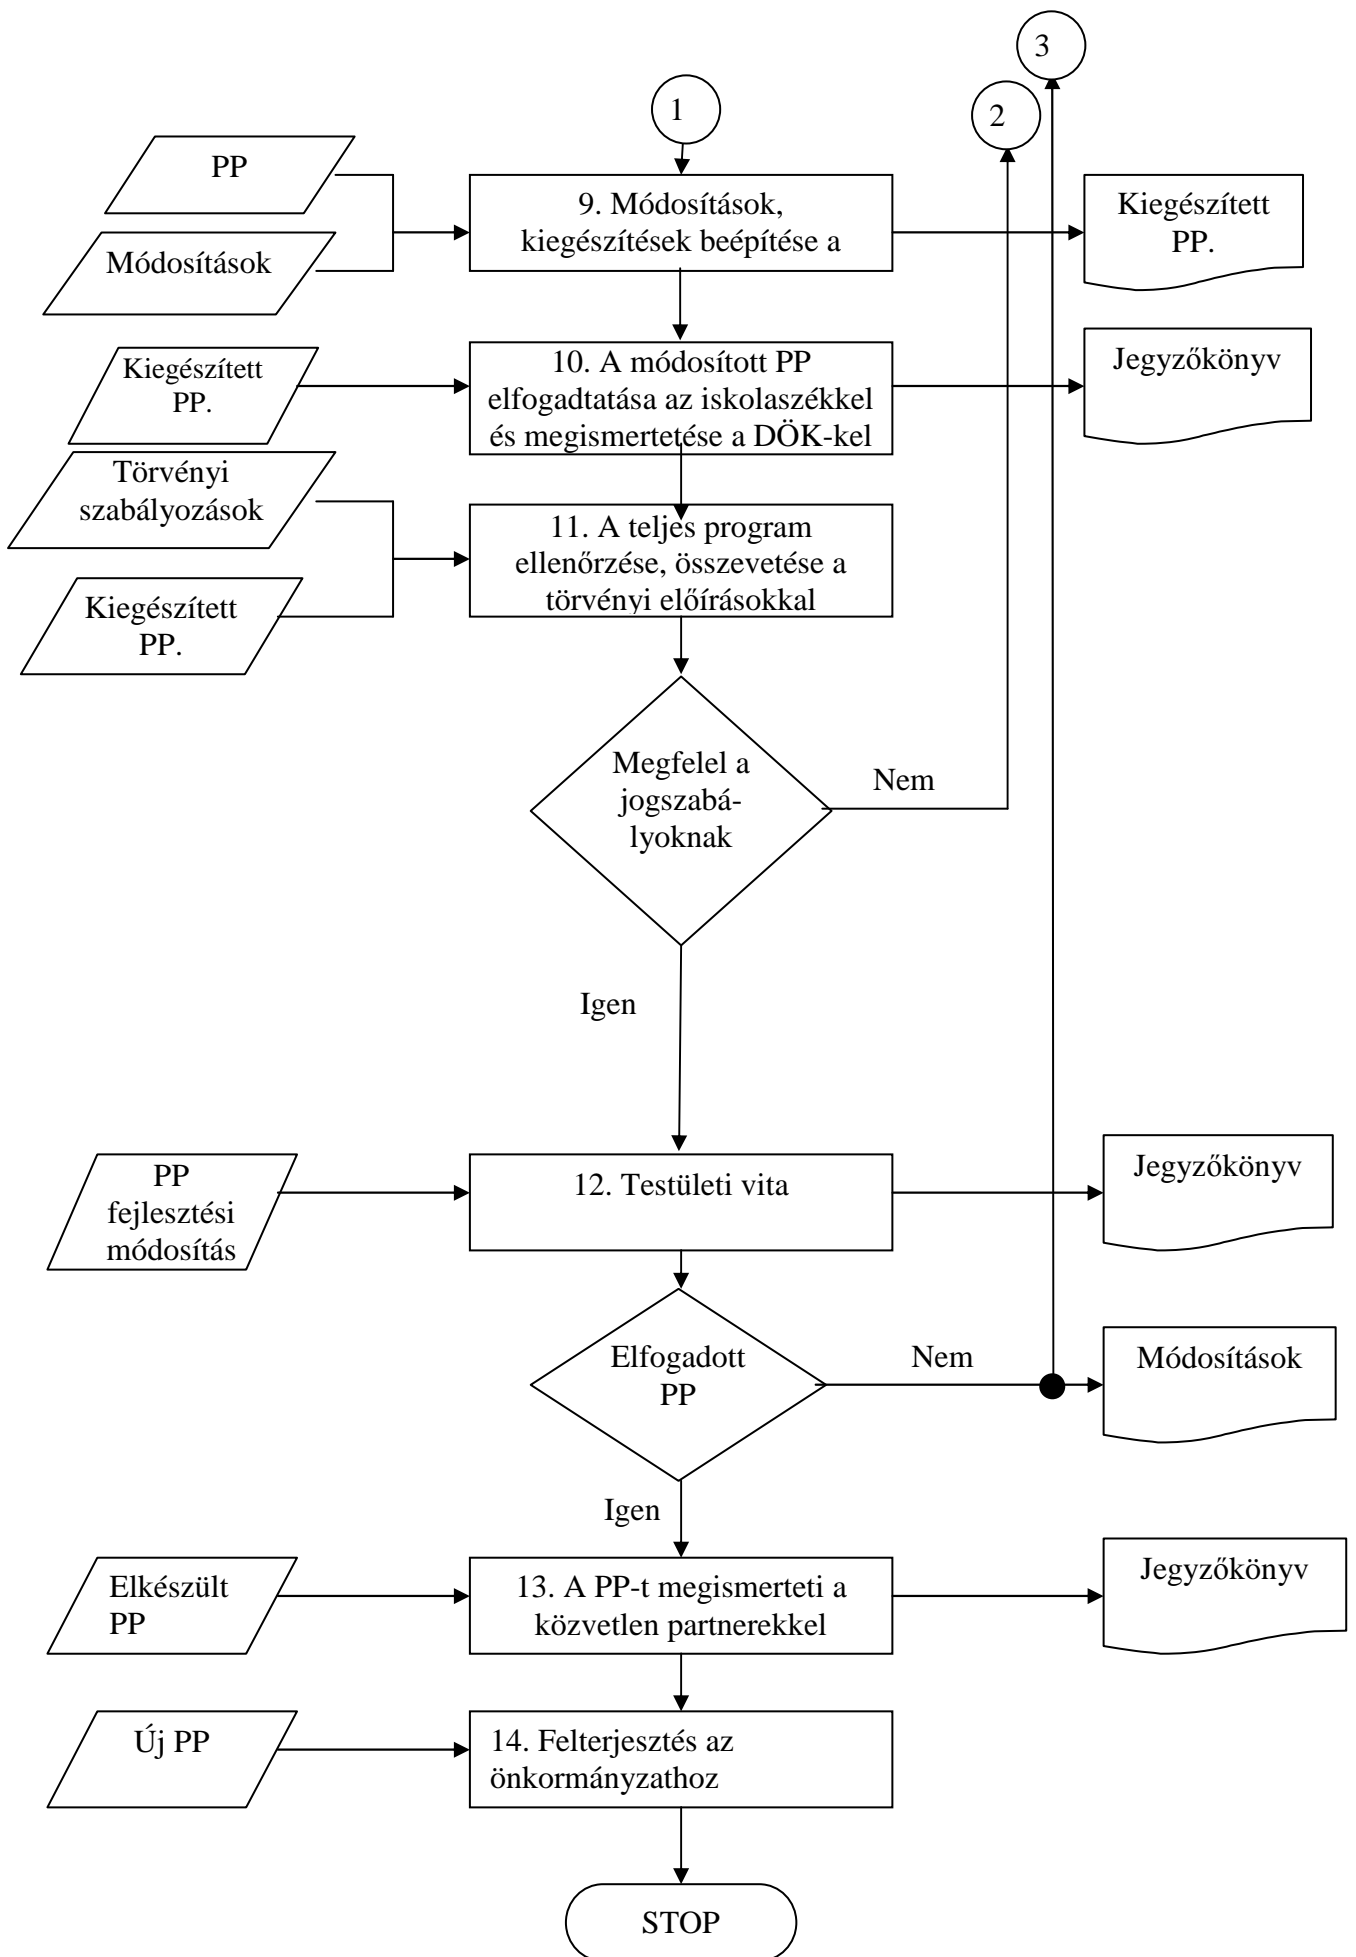 3
1
2
PP
9. Módosítások,
kiegészítések beépítése a
Kiegészített
PP.
Módosítások
Kiegészített
PP.
10. A módosított PP
elfogadtatása az iskolaszékkel
és megismertetése a DÖK-kel
Jegyzőkönyv
Törvényi
szabályozások
11. A teljes program
ellenőrzése, összevetése a
törvényi előírásokkal
Kiegészített
PP.
Megfelel a
jogszabá-
lyoknak
Nem
Igen
PP
fejlesztési
módosítás
12. Testületi vita
Jegyzőkönyv
Elfogadott
PP
Nem
Módosítások
Igen
Elkészült
PP
13. A PP-t megismerteti a
közvetlen partnerekkel
Jegyzőkönyv
Új PP
14. Felterjesztés az
önkormányzathoz
STOP